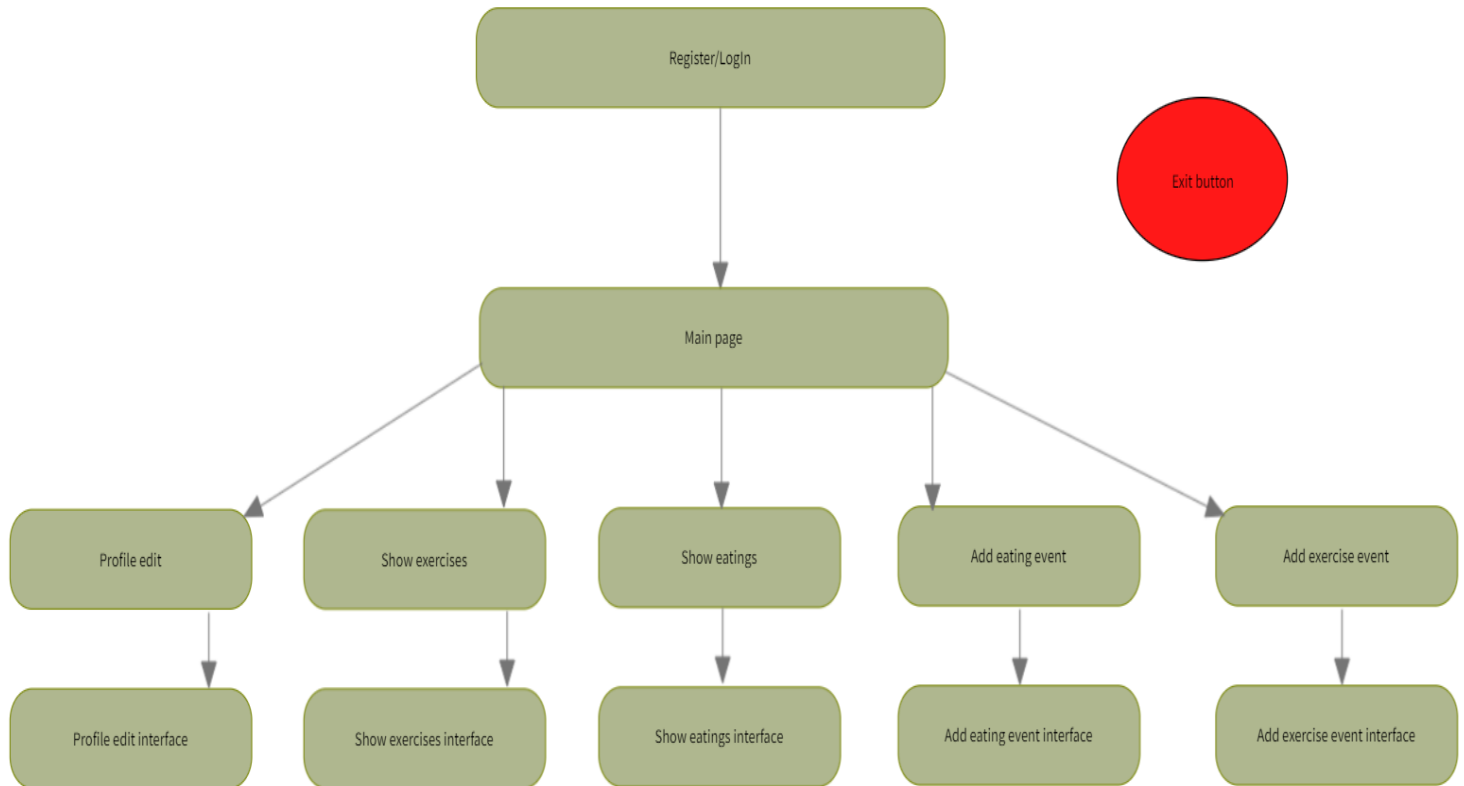 Register/LogIn
Exit button
Main page
Profile edit
Show exercises
Show eatings
Add eating event
Add exercise event
Profile edit interface
Show exercises interface
Show eatings interface
Add eating event interface
Add exercise event interface